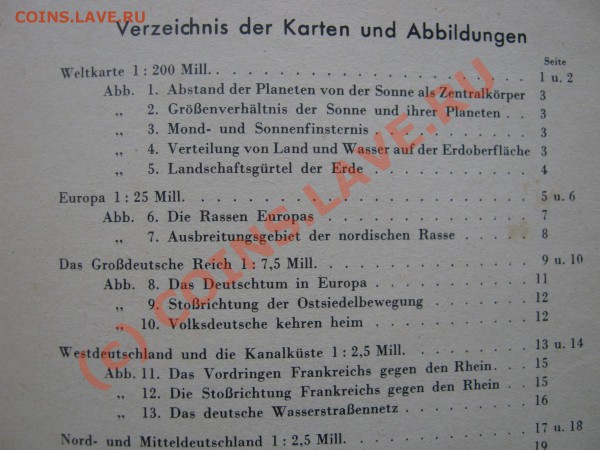 COINS.LAVE.RU
Verzeichnis der Karten und Abbildungen
Seite
Weltkarte 1 : 200 Mill. . . . . . . . . . . . . . . . . 1 u. 2
Abb. 1. Abstand der Planeten von der Sonne als Zentralkörper 3
„ 2. Größenverhältnis der Sonne und ihrer Planeten . . 3
„ 3. Mond- und Sonnenfinsternis . . . . . . . . . 3
„ 4. Verteilung von Land und Wasser auf der Erdoberfläche 3
„ 5. Landschaftsgürtel der Erde . . . . . . . . . . 4
Europa 1 : 25 Mill. . . . . . . . . . . . . . . . . . 5 u. 6
Abb. 6. Die Rassen Europas . . . . . . . . . . . . . 7
„ 7. Ausbreitungsgebiet der nordischen Rasse . . . . . 8
Das Großdeutsche Reich 1 : 7,5 Mill. . . . . . . . . . . 9 u. 10
Abb. 8. Das Deutschtum in Europa . . . . . . . . . . 11
„ 9. Stoßrichtung der Ostsiedelbewegung . . . . . . . 12
„ 10. Volksdeutsche kehren heim . . . . . . . . . . 12
Westdeutschland und die Kanalküste 1 : 2,5 Mill. . . . . . . 13 u. 14
Abb. 11. Das Vordringen Frankreichs gegen den Rhein . . . 15
„ 12. Die Stoßrichtung Frankreichs gegen den Rhein . . 15
„ 13. Das deutsche Wasserstraßennetz . . . . . . . . 16
Nord- und Mitteldeutschland 1 : 2,5 Mill. . . . . . . . . 17 u. 18
19
(c) COINS.LAVE.RU
COINS.LAVE.RU